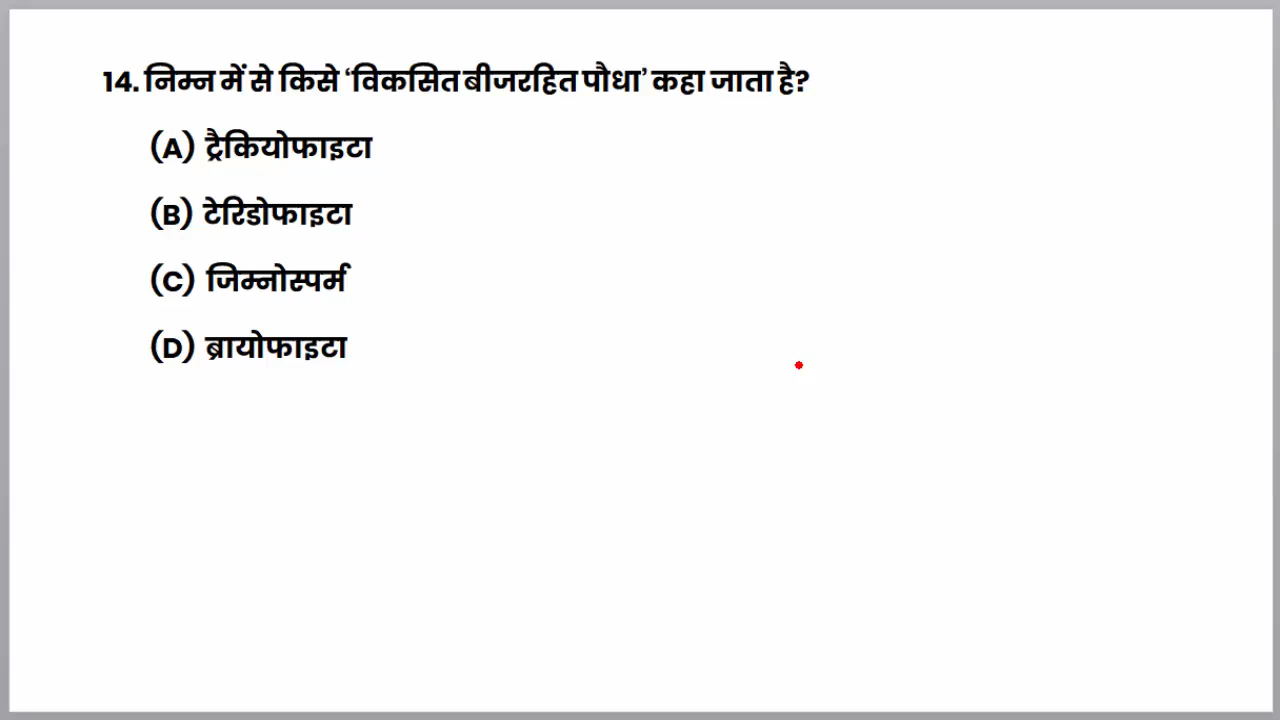 14. निम्न में से किसे ‘विकसित बीजरहित पौधा’ कहा जाता है?
(A) ट्रैकियोफाइटा
(B) टेरिडोफाइटा
(C) जिम्नोस्पर्म
(D) ब्रायोफाइटा